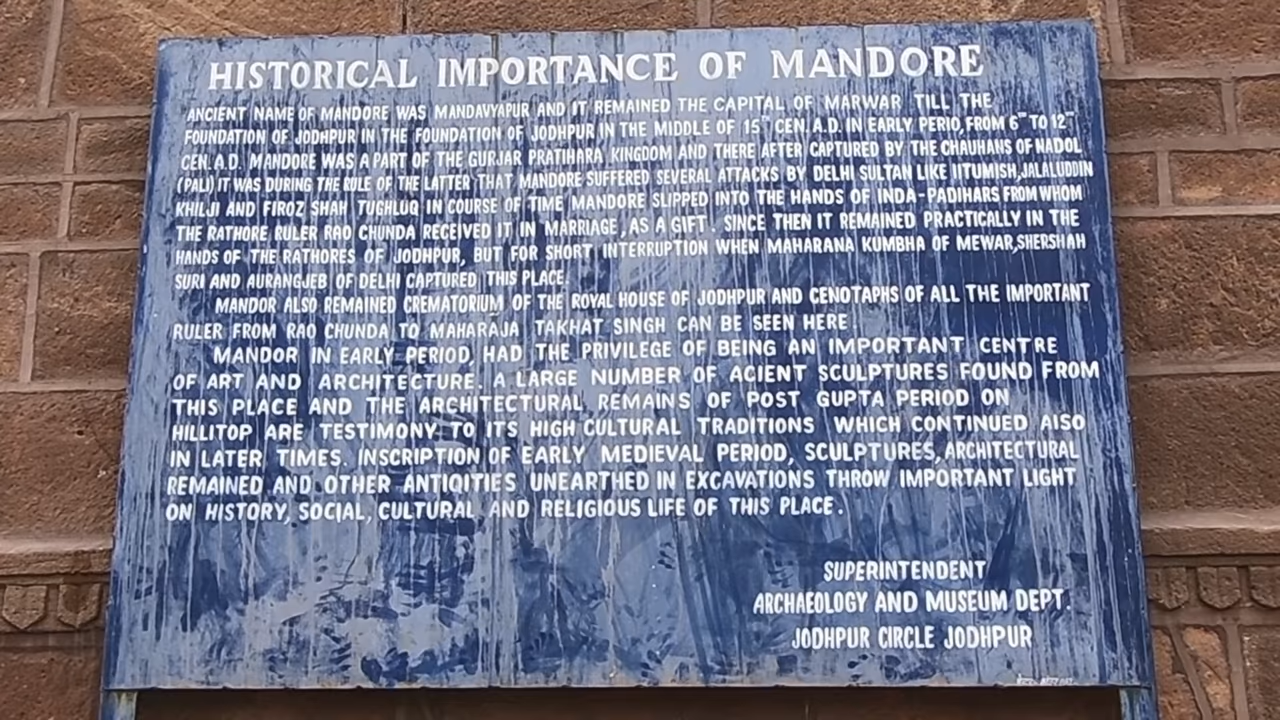 HISTORICAL IMPORTANCE OF MANDORE
ANCIENT NAME OF MANDORE WAS MANDAVYAPUR AND IT REMAINED THE CAPITAL OF MARWAR TILL THE
FOUNDATION OF JODHPUR IN THE FOUNDATION OF JODHPUR IN THE MIDDLE OF 15TH CEN. A.D. IN EARLY PERIO, FROM 6TH TO 12TH
CEN. A.D. MANDORE WAS A PART OF THE GURJAR PRATIHARA KINGDOM AND THERE AFTER CAPTURED BY THE CHAUHANS OF NADOL
(PALI) IT WAS DURING THE RULE OF THE LATTER THAT MANDORE SUFFERED SEVERAL ATTACKS BY DELHI SULTAN LIKE IITUMISH, JALALUDDIN
KHILJI AND FIROZ SHAH TUGHLUQ IN COURSE OF TIME MANDORE SLIPPED INTO THE HANDS OF INDA-PADIHARS FROM WHOM
THE RATHORE RULER RAO CHUNDA RECEIVED IT IN MARRIAGE, AS A GIFT. SINCE THEN IT REMAINED PRACTICALLY IN THE
HANDS OF THE RATHORES OF JODHPUR, BUT FOR SHORT INTERRUPTION WHEN MAHARANA KUMBHA OF MEWAR, SHERSHAH
SURI AND AURANGJEB OF DELHI CAPTURED THIS PLACE.
MANDOR ALSO REMAINED CREMATORIUM OF THE ROYAL HOUSE OF JODHPUR AND CENOTAPHS OF ALL THE IMPORTANT
RULER FROM RAO CHUNDA TO MAHARAJA TAKHAT SINGH CAN BE SEEN HERE.
MANDOR IN EARLY PERIOD, HAD THE PRIVILEGE OF BEING AN IMPORTANT CENTRE
OF ART AND ARCHITECTURE. A LARGE NUMBER OF ACIENT SCULPTURES FOUND FROM
THIS PLACE AND THE ARCHITECTURAL REMAINS OF POST GUPTA PERIOD ON
HILLITOP ARE TESTIMONY TO ITS HIGH CULTURAL TRADITIONS WHICH CONTINUED AlSO
IN LATER TIMES. INSCRIPTION OF EARLY MEDIEVAL PERIOD, SCULPTURES, ARCHITECTURAL
REMAINED AND OTHER ANTIQITIES UNEARTHED IN EXCAVATIONS THROW IMPORTANT LIGHT
ON HISTORY, SOCIAL, CULTURAL AND RELIGIOUS LIFE OF THIS PLACE.
SUPERINTENDENT
ARCHAEOLOGY AND MUSEUM DEPT.
JODHPUR CIRCLE JODHPUR